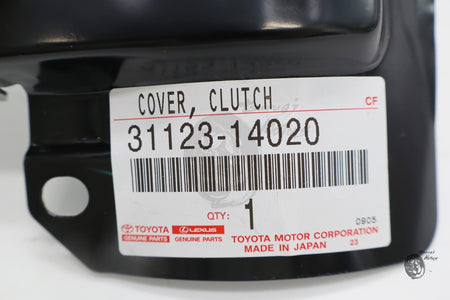 COVER, CLUTCH
CF
31123-14020
QTY: 1
0905
TOYOTA LEXUS
GENUINE PARTS GENUINE PARTS
TOYOTA MOTOR CORPORATION
MADE IN JAPAN 23